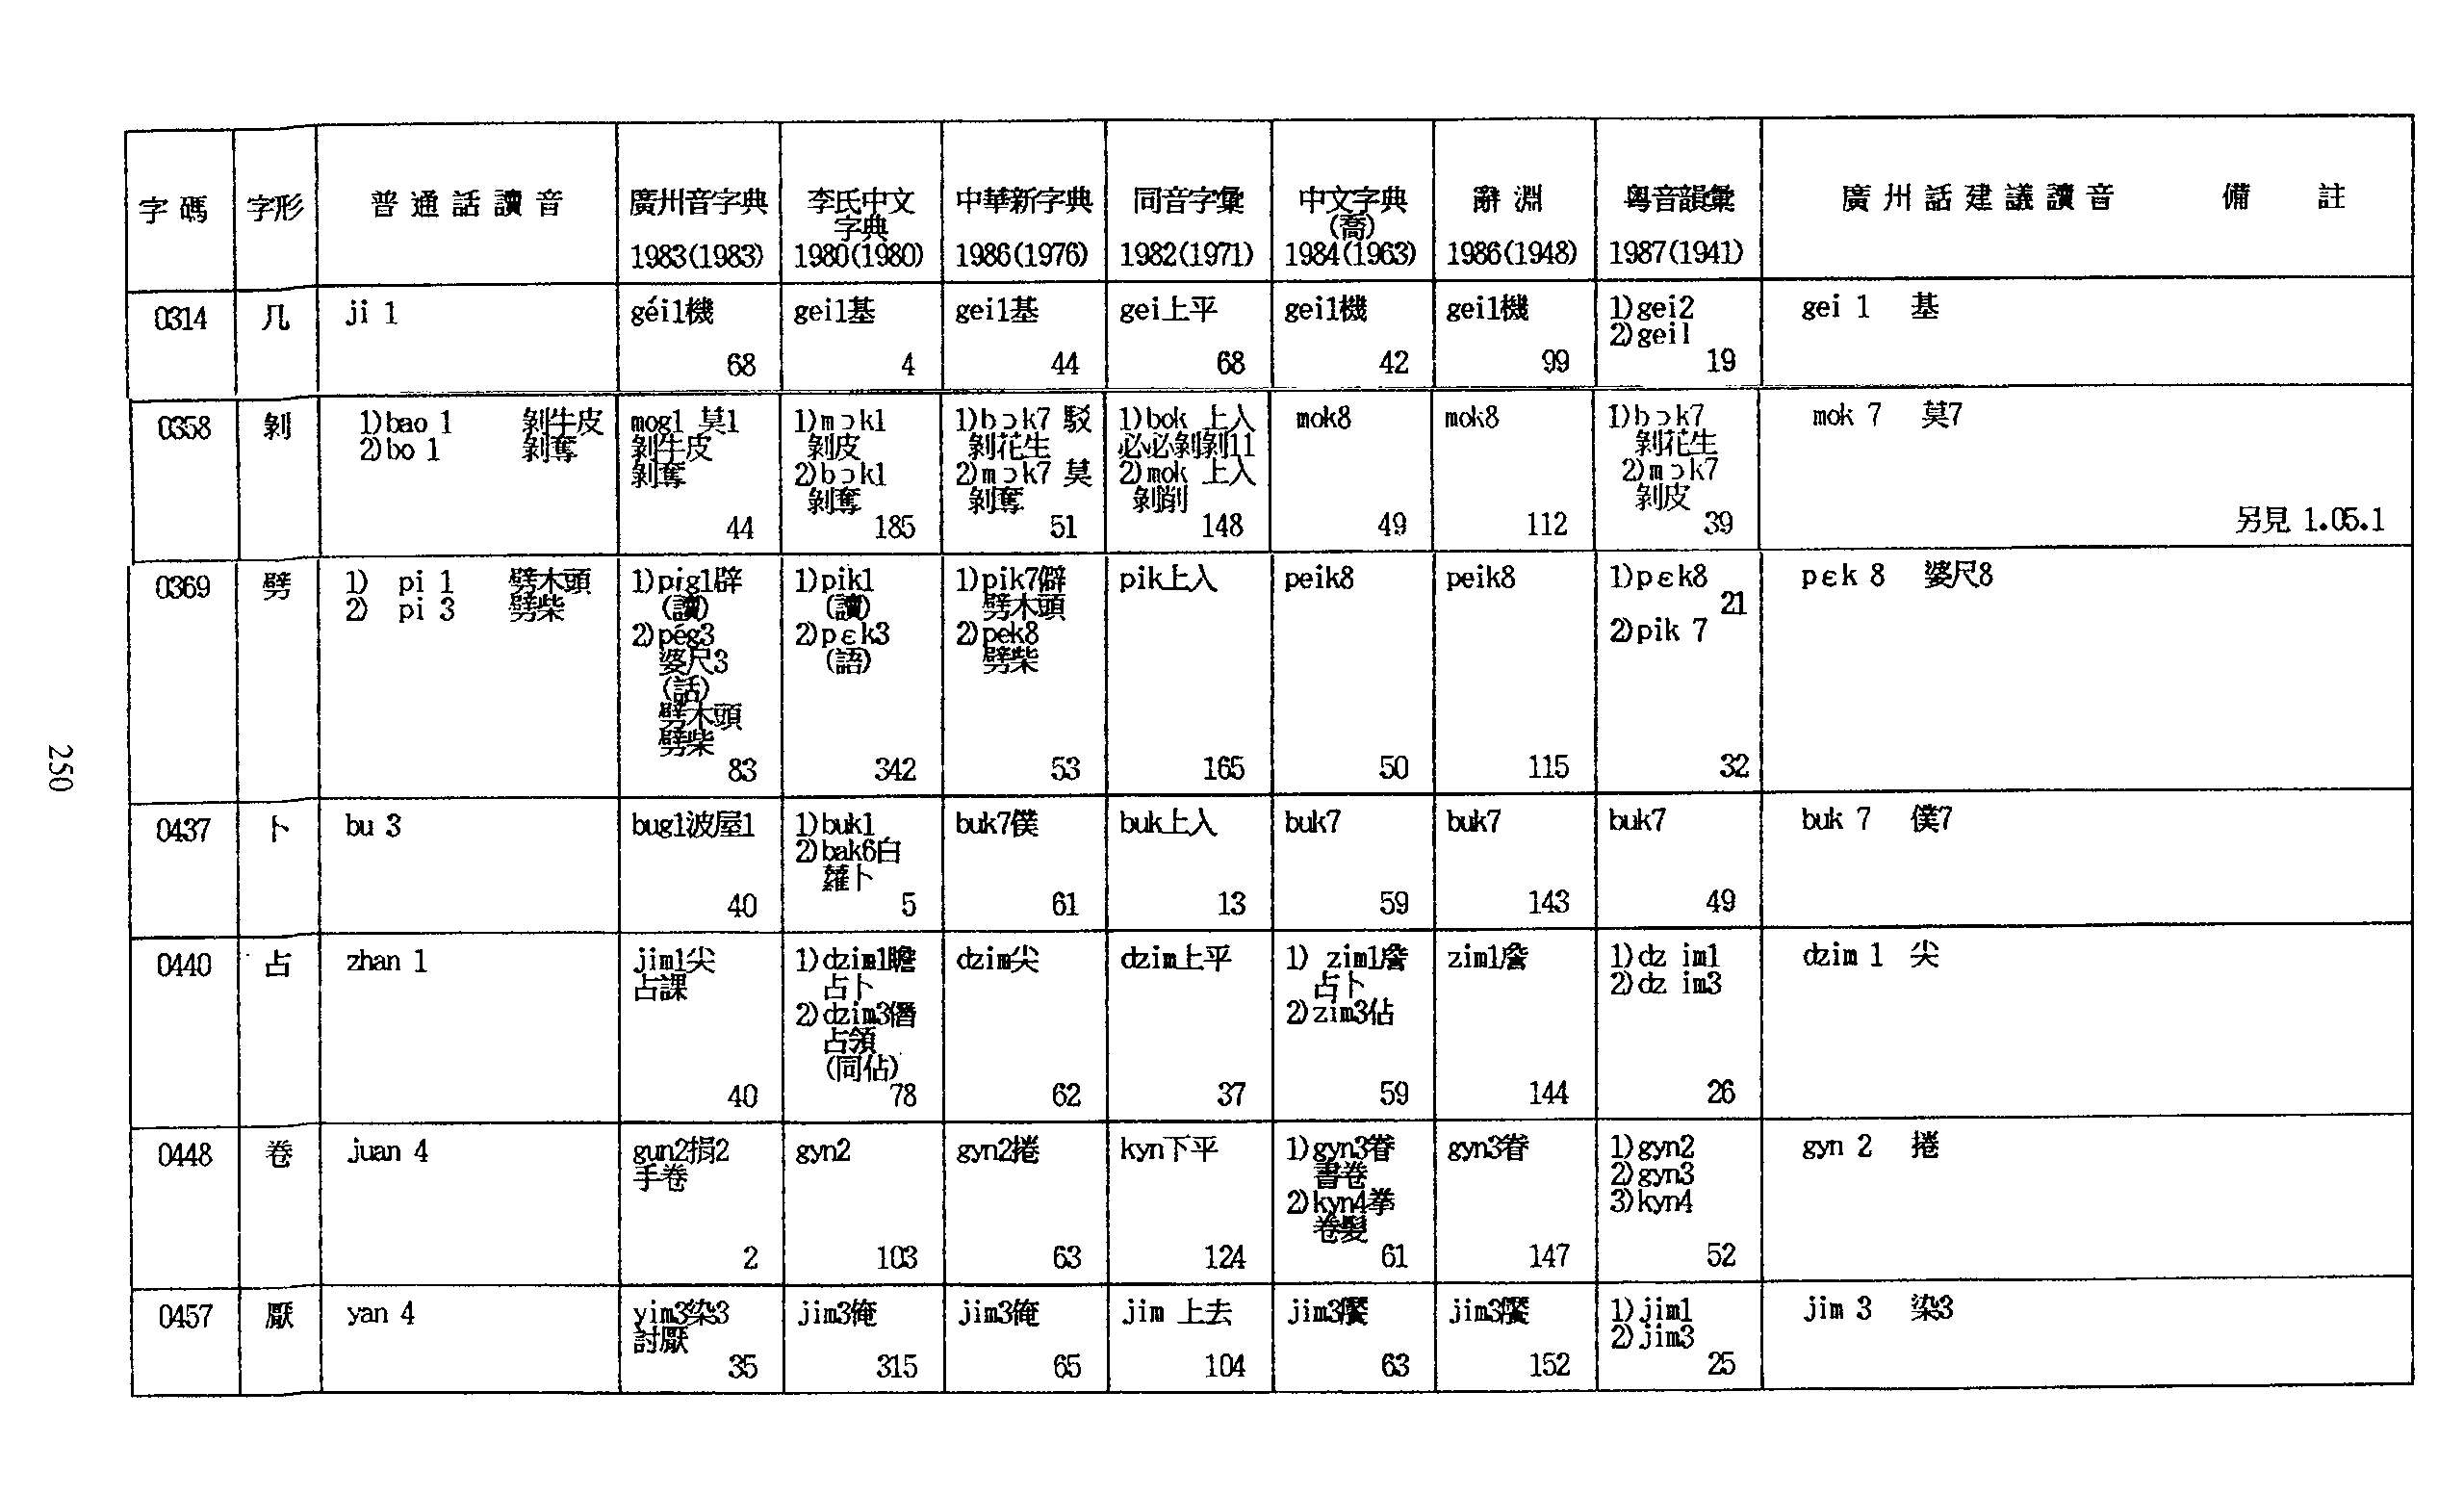 字碼 字形 普通話讀音 廣州音字典 李氏中文 中華新字典 同音字彙 中文字典 辭淵 粵音韻彙 廣州話建議讀音 備註
字典 (喬)
1983(1983) 1980(1980) 1986(1976) 1982(1971) 1984(1963) 1986(1948) 1987(1941)
0314 几 ji 1 géi1機 gei1基 gei1基 gei上平 gei1機 gei1機 1)gei2 gei 1 基
2)gei1
68 4 44 68 42 99 19
0358 剝 1)bao 1 剝牛皮 mog1 莫1 1)mɔk1 1)bɔk7 駁 1)bok 上入 mok8 mok8 1)bɔk7 mok 7 莫7
2)bo 1 剝奪 剝牛皮 剝皮 剝花生 必必剝剝11 剝花生
剝奪 2)bɔk1 2)mɔk7 莫 2)mok 上入 2)mɔk7
剝奪 剝奪 剝削 剝皮
44 185 51 148 49 112 39 另見 1.05.1
0369 劈 1) pi 1 劈木頭 1)pig1辟 1)pik1 1)pik7僻 pik上入 peik8 peik8 1)pɛk8 pɛk 8 婆尺8
2) pi 3 劈柴 (讀) (讀) 劈木頭 21
2)pég3 2)pɛk3 2)pek8 2)pik 7
婆尺3 (語) 劈柴
(話)
劈木頭
劈柴
83 342 53 165 50 115 32
0437 卜 bu 3 bug1波屋1 1)buk1 buk7僕 buk上入 buk7 buk7 buk7 buk 7 僕7
2)bak6白
蘿卜
40 5 61 13 59 143 49
0440 占 zhan 1 jim1尖 1)dzim1瞻 dzim尖 dzim上平 1) zim1詹 zim1詹 1)dz im1 dzim 1 尖
占課 占卜 占卜 2)dz im3
2)dzim3僭 2)zim3佔
占領
(同佔)
40 78 62 37 59 144 26
0448 卷 juan 4 gun2捐2 gyn2 gyn2捲 kyn下平 1)gyn3眷 gyn3眷 1)gyn2 gyn 2 捲
手卷 書卷 2)gyn3
2)kyn4拳 3)kyn4
卷髮
2 103 63 124 61 147 52
0457 厭 yan 4 yim3染3 jim3俺 jim3俺 jim 上去 jim3 jim3 1)jim1 jim 3 染3
討厭 2)jim3
35 315 65 104 63 152 25
250